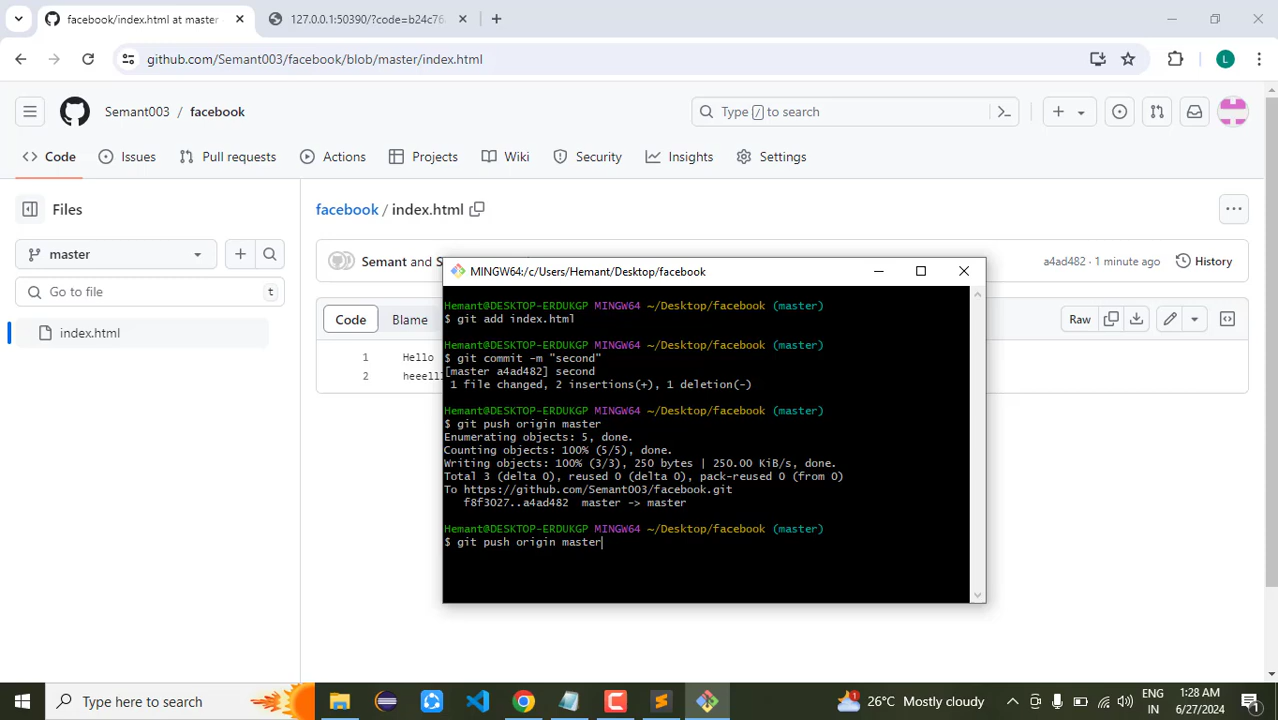 facebook/index.html at master
127.0.0.1:50390/?code=b24c76
github.com/Semant003/facebook/blob/master/index.html
L
Semant003 / facebook
Type / to search
Code
Issues
Pull requests
Actions
Projects
Wiki
Security
Insights
Settings
Files
facebook / index.html
master
Semant and S
a4ad482 · 1 minute ago
History
Go to file
t
Code
Blame
Raw
index.html
1 Hello
2 heeelli
MINGW64:/c/Users/Hemant/Desktop/facebook
Hemant@DESKTOP-ERDUKGP MINGW64 ~/Desktop/facebook (master)
$ git add index.html
Hemant@DESKTOP-ERDUKGP MINGW64 ~/Desktop/facebook (master)
$ git commit -m "second"
[master a4ad482] second
1 file changed, 2 insertions(+), 1 deletion(-)
Hemant@DESKTOP-ERDUKGP MINGW64 ~/Desktop/facebook (master)
$ git push origin master
Enumerating objects: 5, done.
Counting objects: 100% (5/5), done.
Writing objects: 100% (3/3), 250 bytes | 250.00 KiB/s, done.
Total 3 (delta 0), reused 0 (delta 0), pack-reused 0 (from 0)
To https://github.com/Semant003/facebook.git
f8f3027..a4ad482 master -> master
Hemant@DESKTOP-ERDUKGP MINGW64 ~/Desktop/facebook (master)
$ git push origin master
Type here to search
1
26°C Mostly cloudy
ENG
IN
1:28 AM
6/27/2024
1